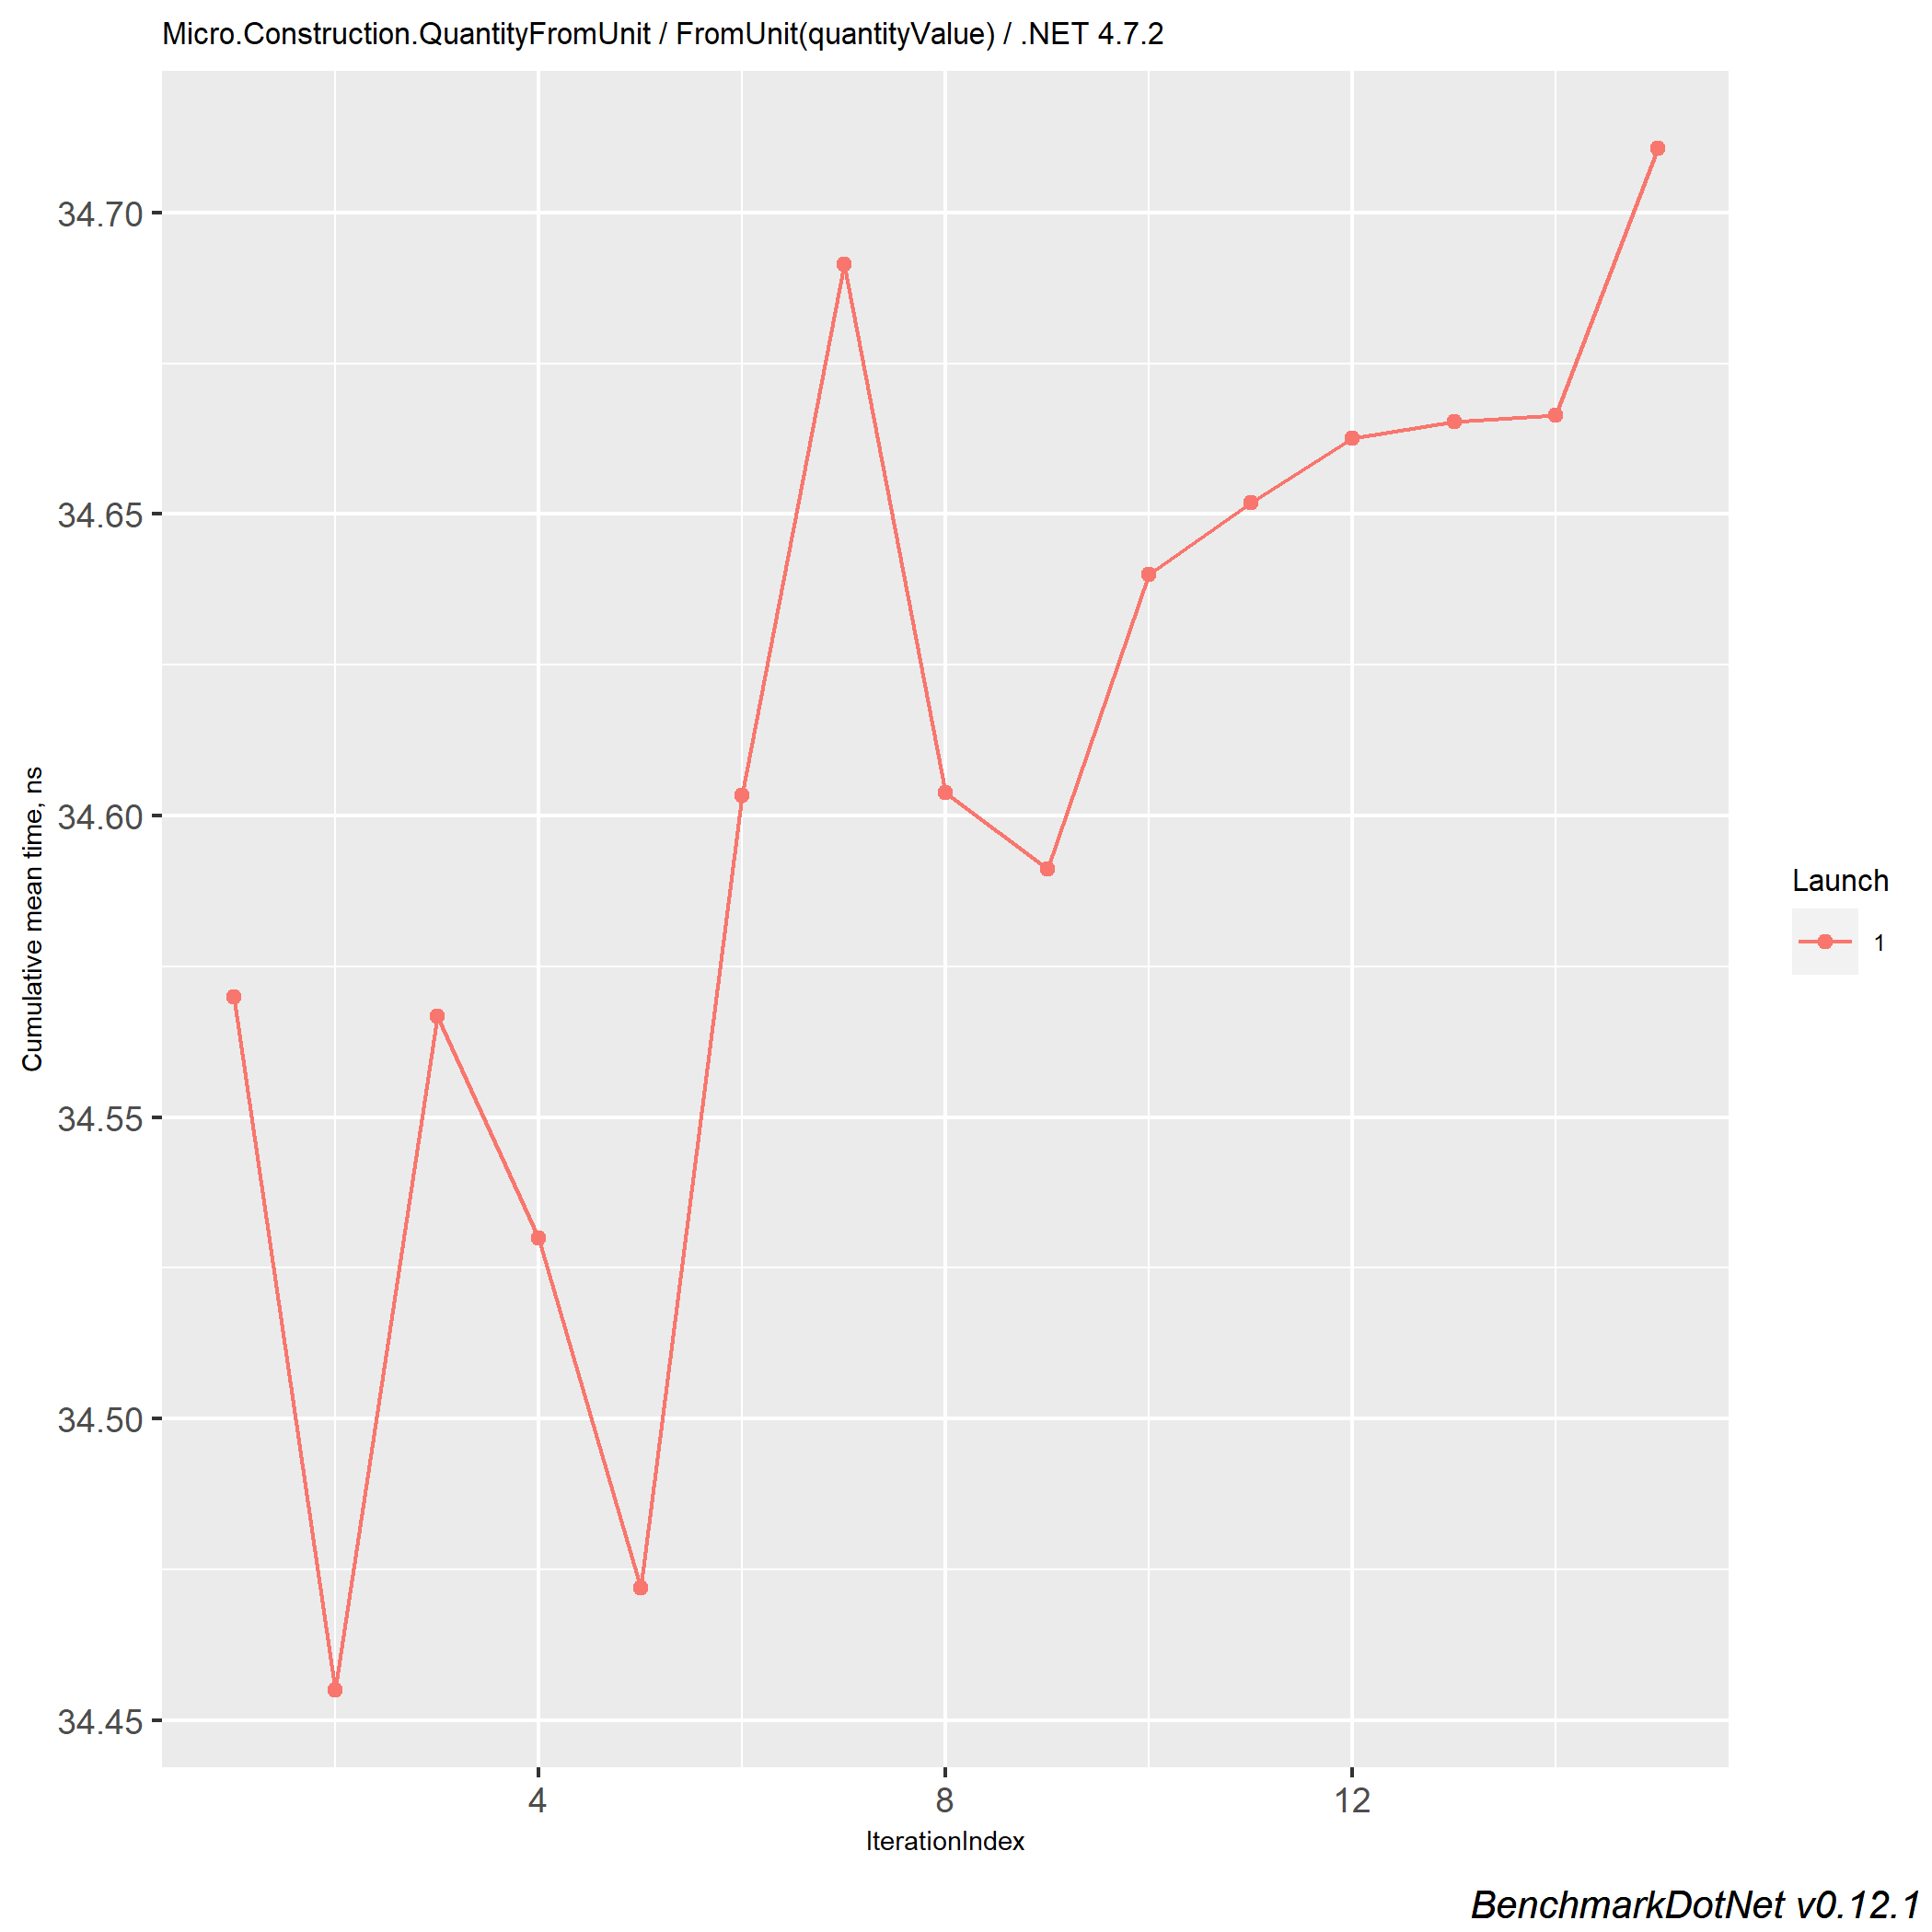 Micro.Construction.QuantityFromUnit / FromUnit(quantityValue) / .NET 4.7.2
Cumulative mean time, ns
34.70
34.65
34.60
34.55
34.50
34.45
4
8
12
IterationIndex
Launch
1
BenchmarkDotNet v0.12.1